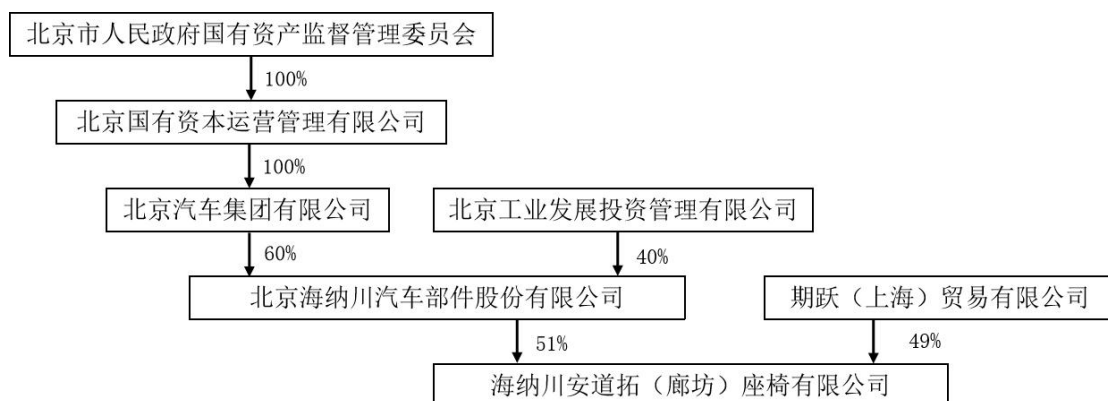 北京市人民政府国有资产监督管理委员会
100%
北京国有资本运营管理有限公司
100%
北京汽车集团有限公司
北京工业发展投资管理有限公司
60%
40%
北京海纳川汽车部件股份有限公司
期跃（上海）贸易有限公司
51%
49%
海纳川安道拓（廊坊）座椅有限公司